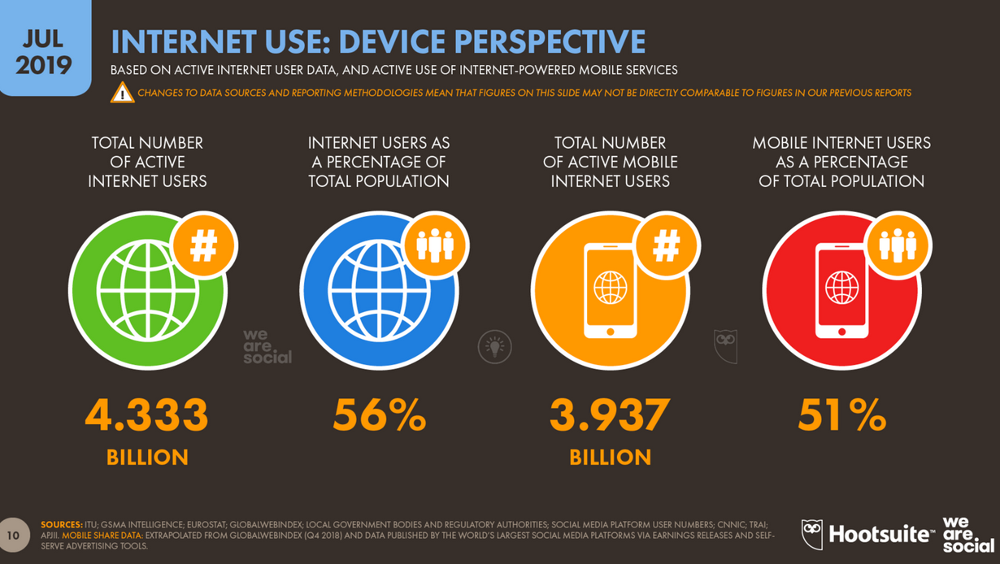 JUL
2019
INTERNET USE: DEVICE PERSPECTIVE
BASED ON ACTIVE INTERNET USER DATA, AND ACTIVE USE OF INTERNET-POWERED MOBILE SERVICES
! CHANGES TO DATA SOURCES AND REPORTING METHODOLOGIES MEAN THAT FIGURES ON THIS SLIDE MAY NOT BE DIRECTLY COMPARABLE TO FIGURES IN OUR PREVIOUS REPORTS
TOTAL NUMBER
OF ACTIVE
INTERNET USERS
#
4.333
BILLION
INTERNET USERS AS
A PERCENTAGE OF
TOTAL POPULATION
56%
TOTAL NUMBER
OF ACTIVE MOBILE
INTERNET USERS
#
3.937
BILLION
MOBILE INTERNET USERS
AS A PERCENTAGE
OF TOTAL POPULATION
51%
we
are
social
10
SOURCES: ITU; GSMA INTELLIGENCE; EUROSTAT; GLOBALWEBINDEX; LOCAL GOVERNMENT BODIES AND REGULATORY AUTHORITIES; SOCIAL MEDIA PLATFORM USER NUMBERS; CNNIC, TRAI;
APJII. MOBILE SHARE DATA: EXTRAPOLATED FROM GLOBALWEBINDEX (Q4 2018) AND DATA PUBLISHED BY THE WORLD'S LARGEST SOCIAL MEDIA PLATFORMS VIA EARNINGS RELEASES AND SELF-
SERVE ADVERTISING TOOLS.
Hootsuite™
we
are
social